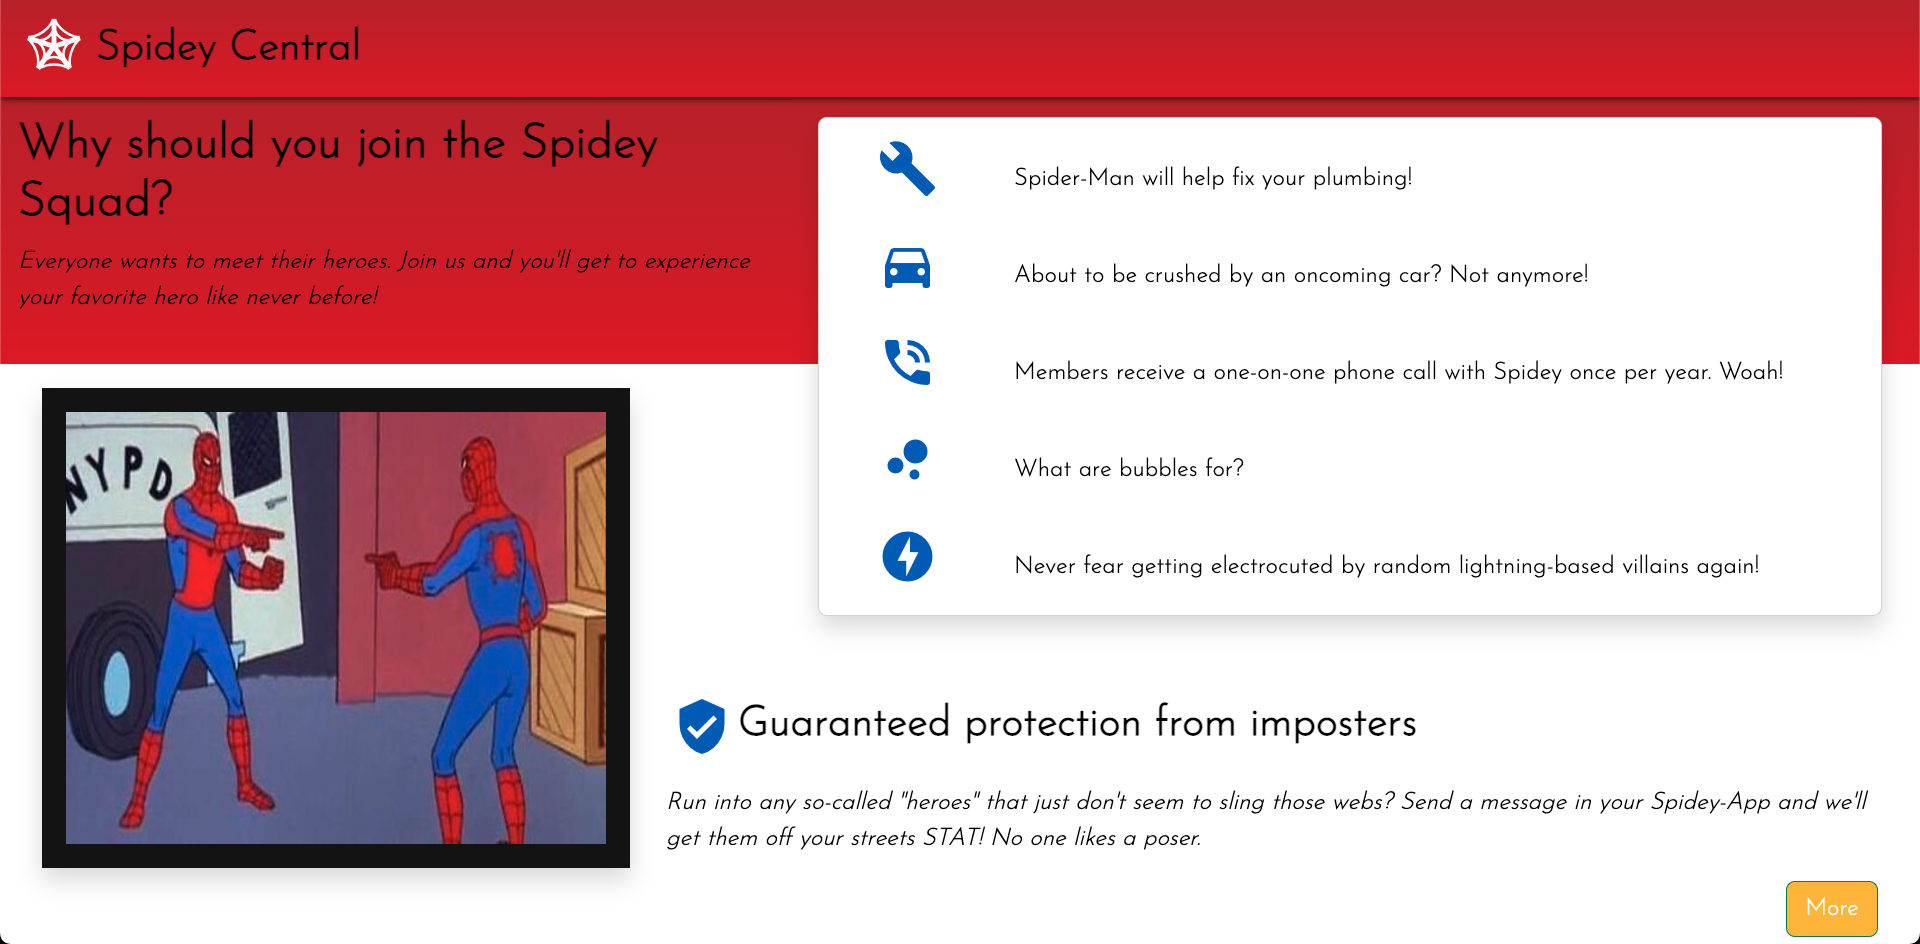 Spidey Central
Why should you join the Spidey
Squad?
Everyone wants to meet their heroes. Join us and you'll get to experience
your favorite hero like never before!
Spider-Man will help fix your plumbing!
About to be crushed by an oncoming car? Not anymore!
Members receive a one-on-one phone call with Spidey once per year. Woah!
What are bubbles for?
Never fear getting electrocuted by random lightning-based villains again!
NYPD
Guaranteed protection from imposters
Run into any so-called "heroes" that just don't seem to sling those webs? Send a message in your Spidey-App and we'll
get them off your streets STAT! No one likes a poser.
More